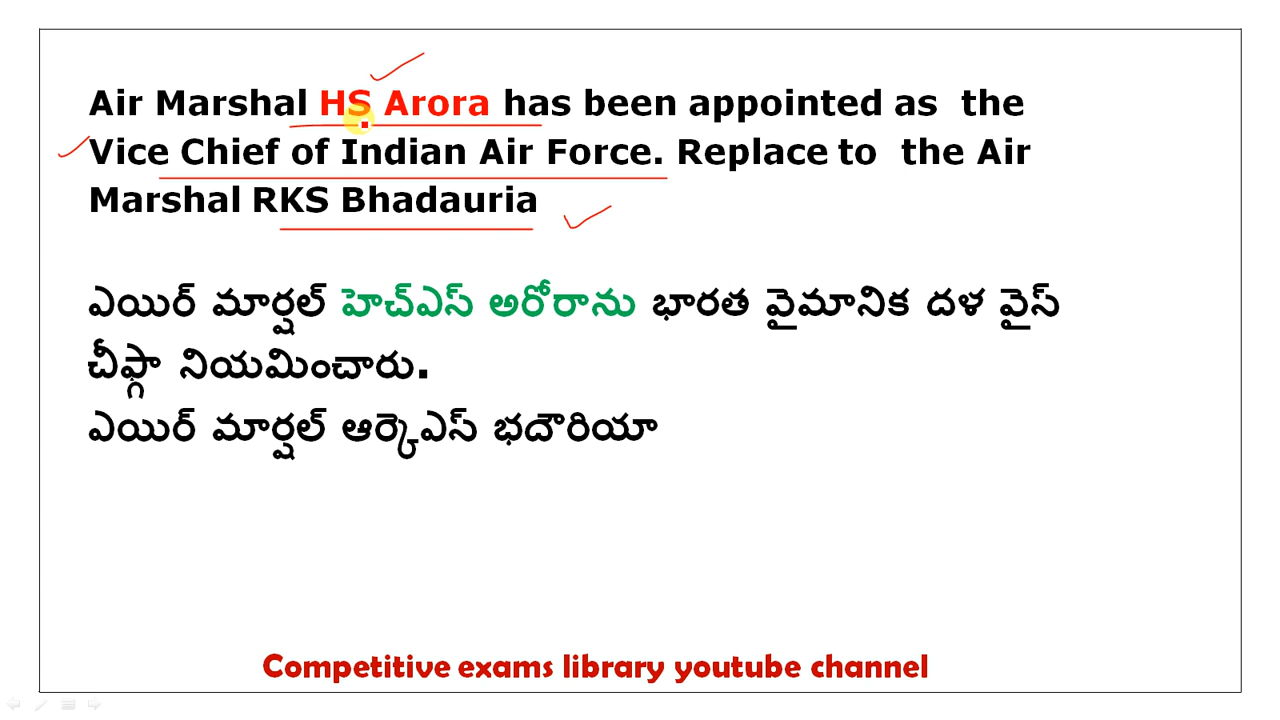 Air Marshal HS Arora has been appointed as the
Vice Chief of Indian Air Force. Replace to the Air
Marshal RKS Bhadauria
ఎయిర్ మార్షల్ హెచ్ఎస్ అరోరాను భారత వైమానిక దళ వైస్
చీఫ్గా నియమించారు.
ఎయిర్ మార్షల్ ఆర్కెఎస్ భదౌరియా
Competitive exams library youtube channel